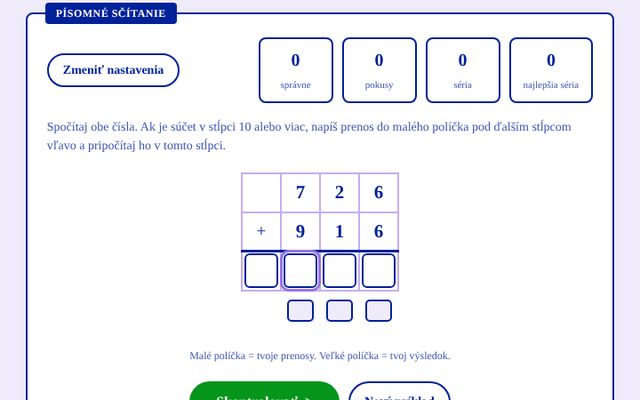 PÍSOMNÉ SČÍTANIE
Zmeniť nastavenia
0
správne
0
pokusy
0
séria
0
najlepšia séria
Spočítaj obe čísla. Ak je súčet v stĺpci 10 alebo viac, napíš prenos do malého políčka pod ďalším stĺpcom
vľavo a pripočítaj ho v tomto stĺpci.
7 2 6
+ 9 1 6
Malé políčka = tvoje prenosy. Veľké políčka = tvoj výsledok.